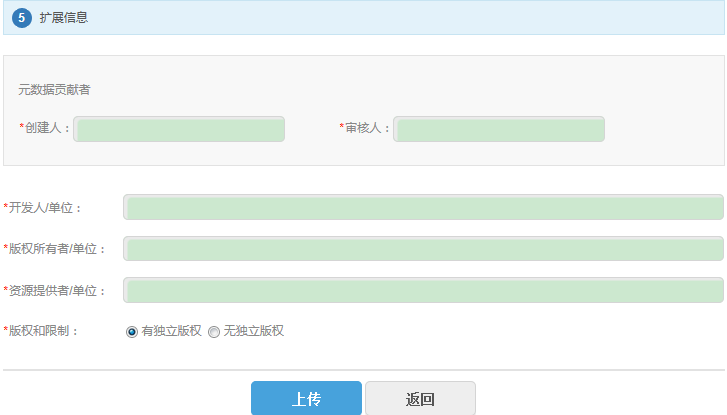 5 扩展信息
元数据贡献者
*创建人： *审核人：
*开发人/单位：
*版权所有者/单位：
*资源提供者/单位：
*版权和限制： 有独立版权 无独立版权
上传 返回